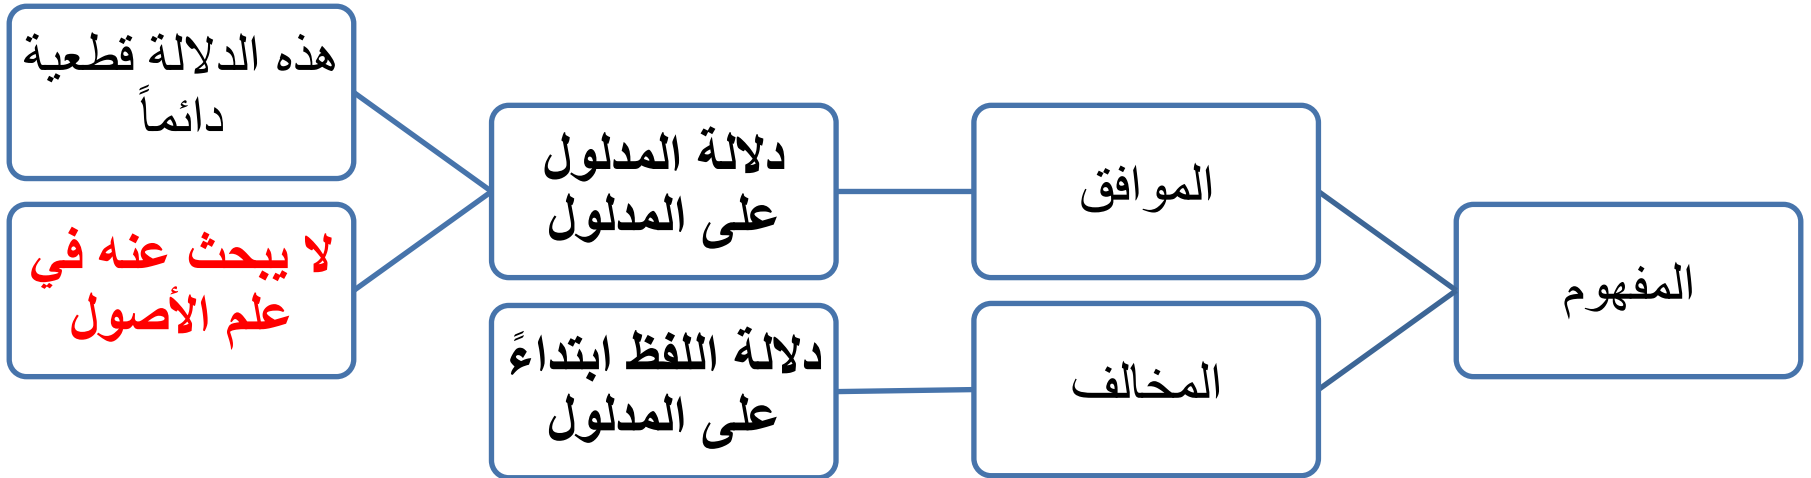 المفهوم
الموافق
دلالة المدلول
على المدلول
هذه الدلالة قطعية
دائماً
لا يبحث عنه في
علم الأصول
المخالف
دلالة اللفظ ابتداءً
على المدلول